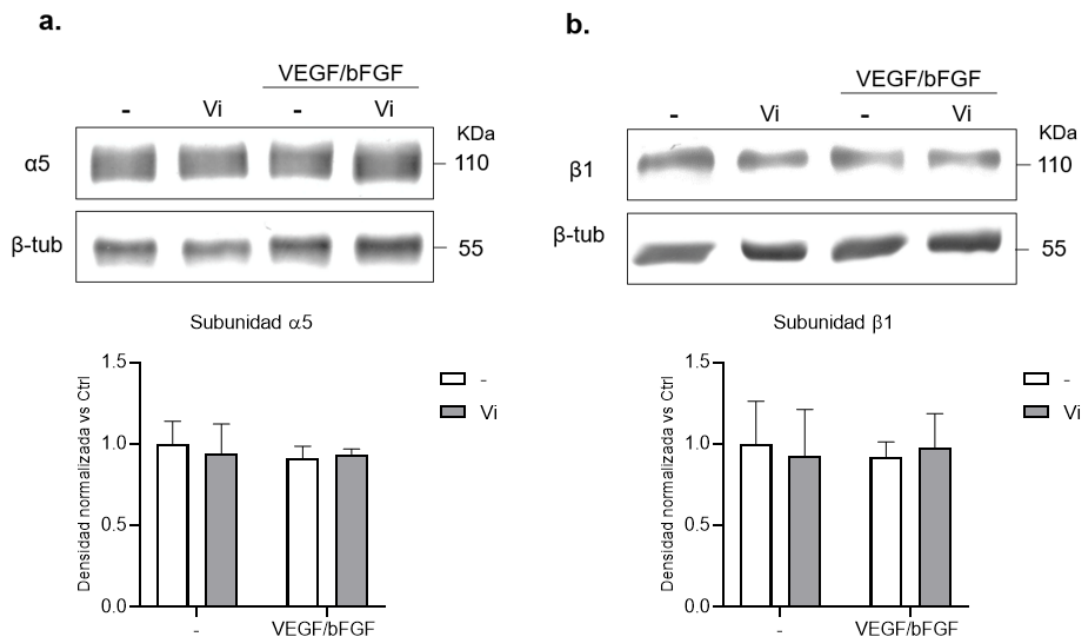 a.
VEGF/bFGF
- Vi - Vi
KDa
α5
110
β-tub
55
Subunidad α5
Densidad normalizada vs Ctrl
1.5
1.0
0.5
0.0
- VEGF/bFGF
-
Vi
b.
VEGF/bFGF
- Vi - Vi
KDa
β1
110
β-tub
55
Subunidad β1
Densidad normalizada vs Ctrl
1.5
1.0
0.5
0.0
- VEGF/bFGF
-
Vi